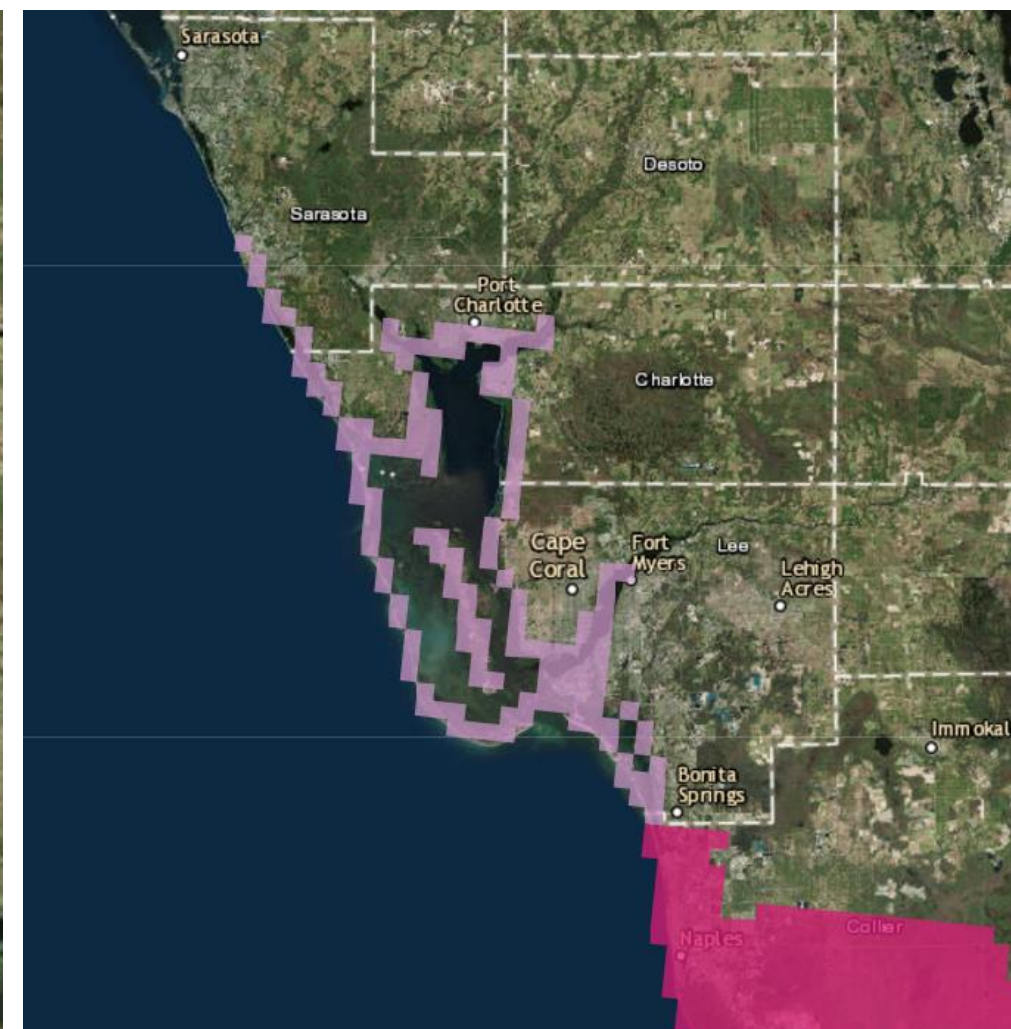 Sarasota
Desoto
Sarasota
Port
Charlotte
Charlotte
Cape
Coral
Fort
Myers
Lee
Lehigh
Acres
Immokal
Bonita
Springs
Collier
Naples